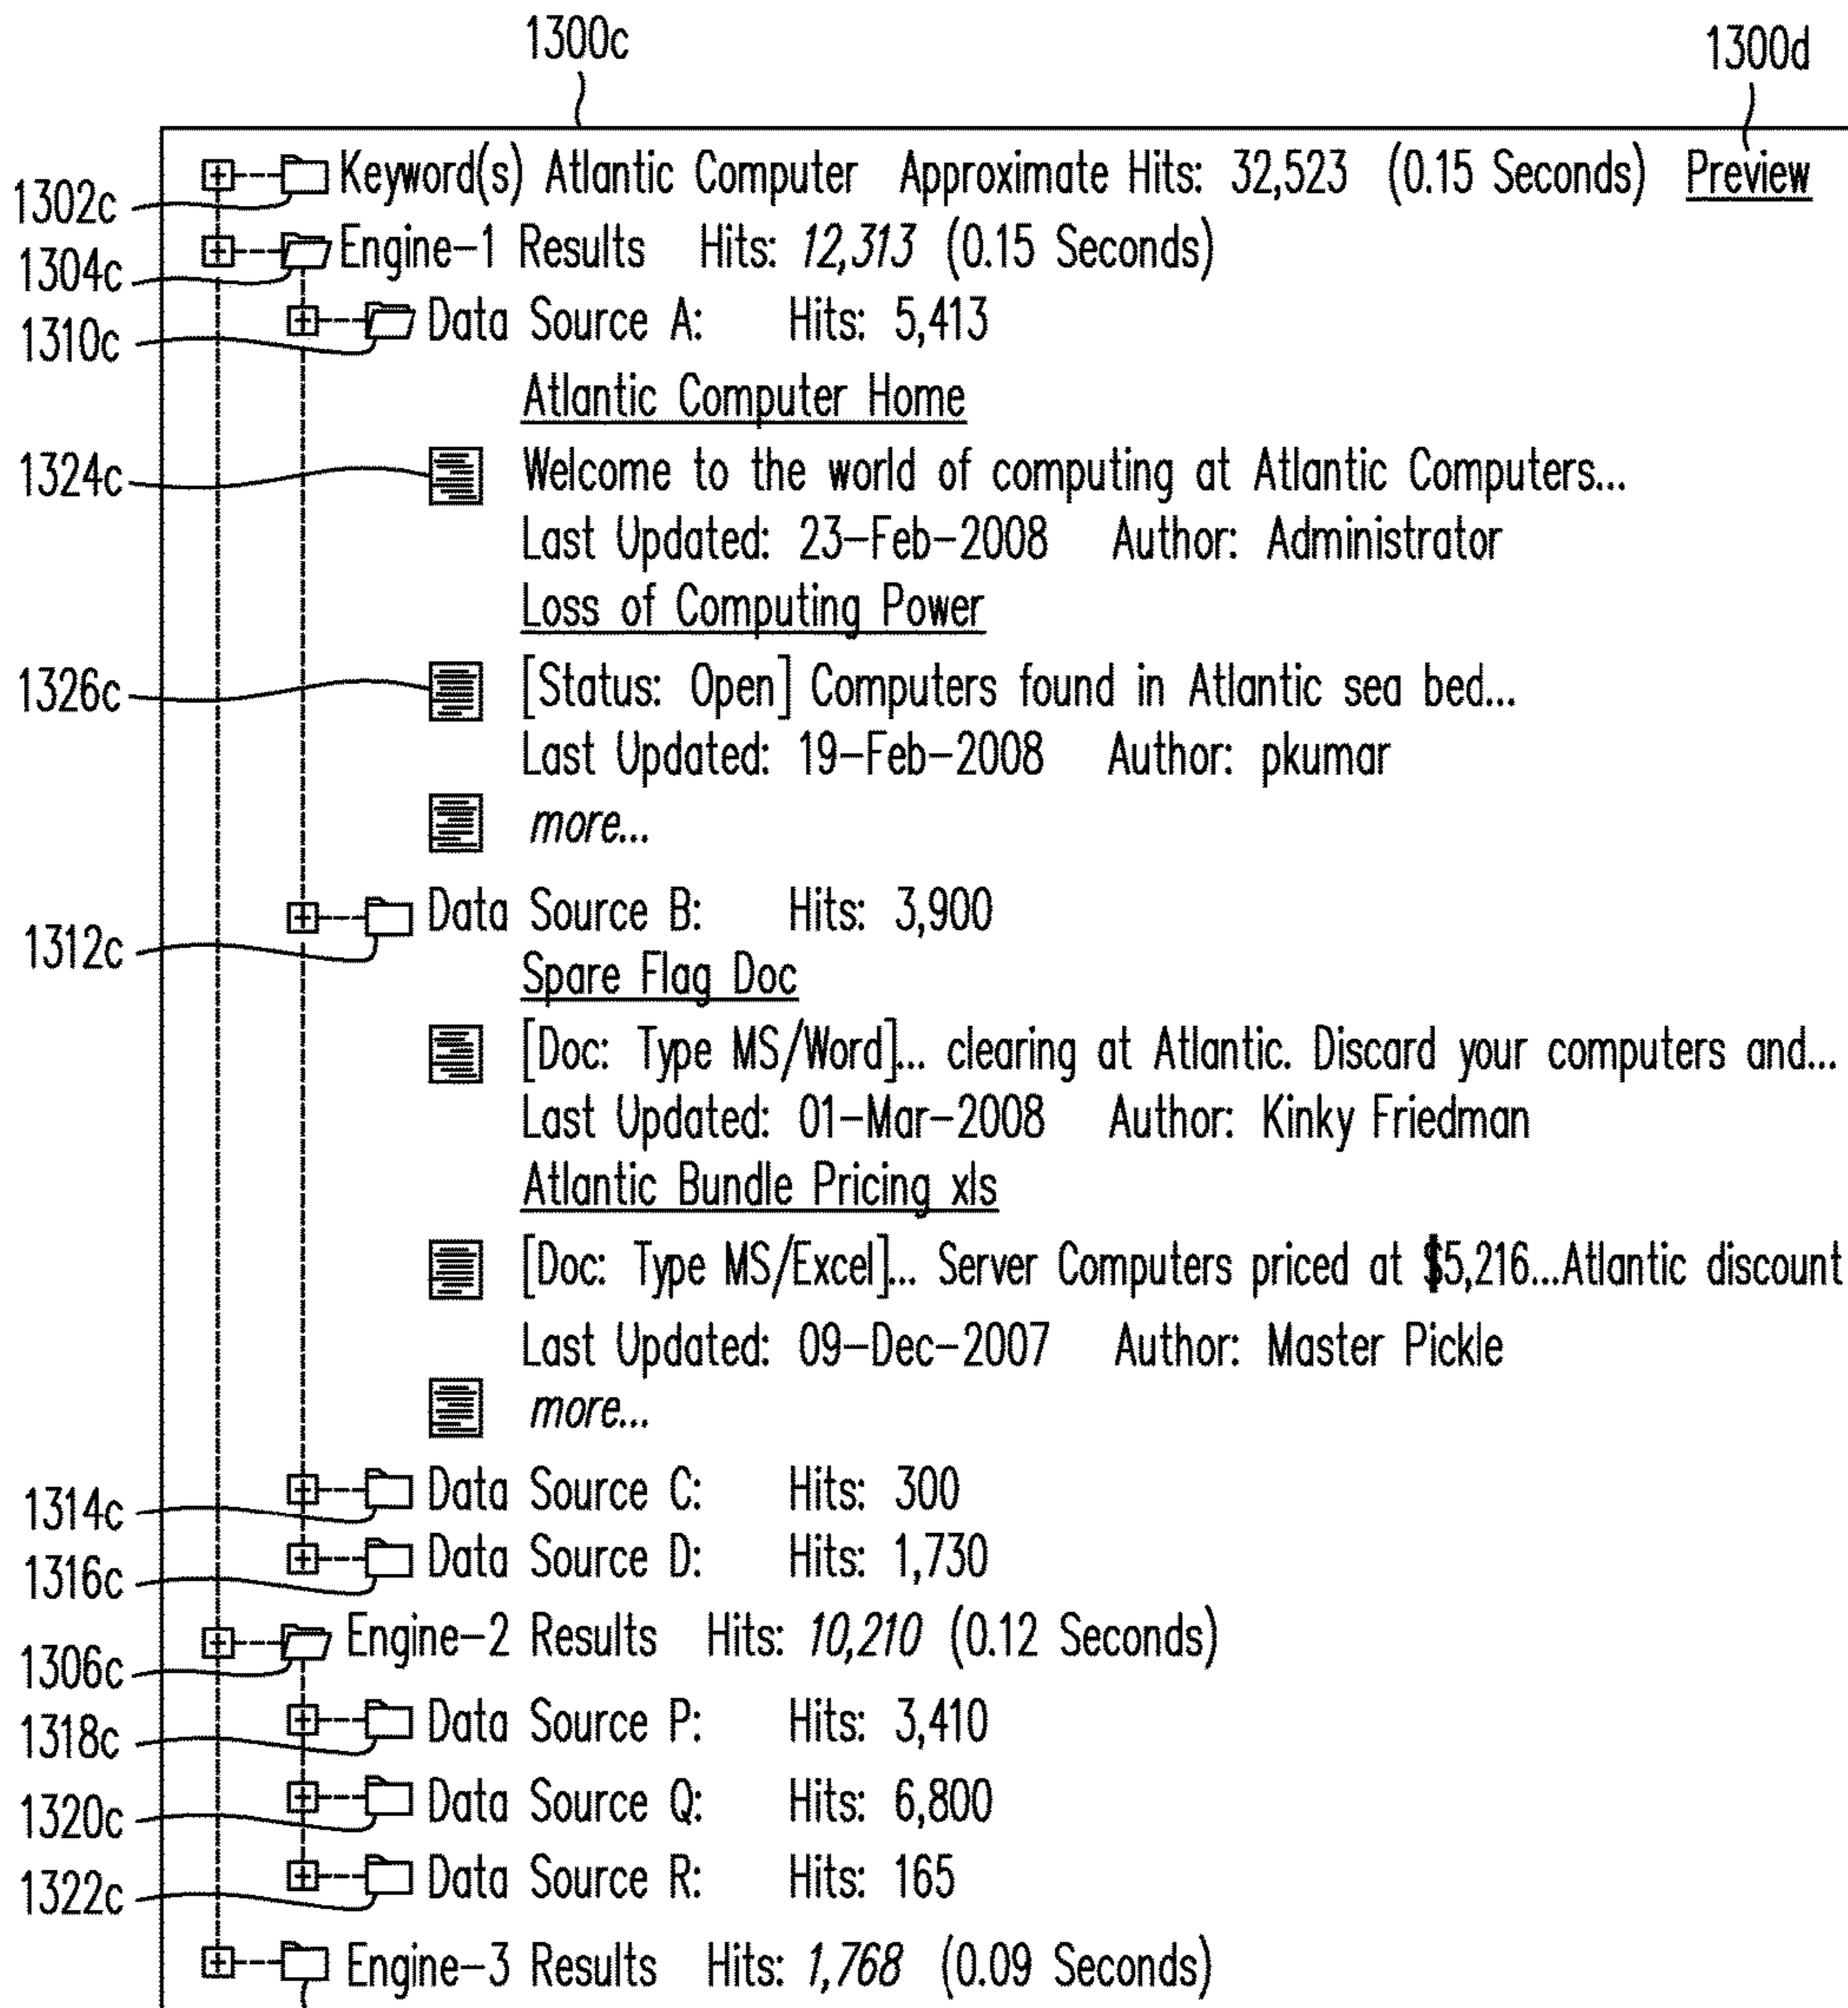 1300c
1300d
1302c Keyword(s) Atlantic Computer Approximate Hits: 32,523 (0.15 Seconds) Preview
1304c Engine-1 Results Hits: 12,313 (0.15 Seconds)
1310c Data Source A: Hits: 5,413
Atlantic Computer Home
1324c Welcome to the world of computing at Atlantic Computers...
Last Updated: 23-Feb-2008 Author: Administrator
Loss of Computing Power
1326c [Status: Open] Computers found in Atlantic sea bed...
Last Updated: 19-Feb-2008 Author: pkumar
more...
1312c Data Source B: Hits: 3,900
Spare Flag Doc
[Doc: Type MS/Word]... clearing at Atlantic. Discard your computers and...
Last Updated: 01-Mar-2008 Author: Kinky Friedman
Atlantic Bundle Pricing xls
[Doc: Type MS/Excel]... Server Computers priced at $5,216...Atlantic discount
Last Updated: 09-Dec-2007 Author: Master Pickle
more...
1314c Data Source C: Hits: 300
1316c Data Source D: Hits: 1,730
1306c Engine-2 Results Hits: 10,210 (0.12 Seconds)
1318c Data Source P: Hits: 3,410
1320c Data Source Q: Hits: 6,800
1322c Data Source R: Hits: 165
Engine-3 Results Hits: 1,768 (0.09 Seconds)